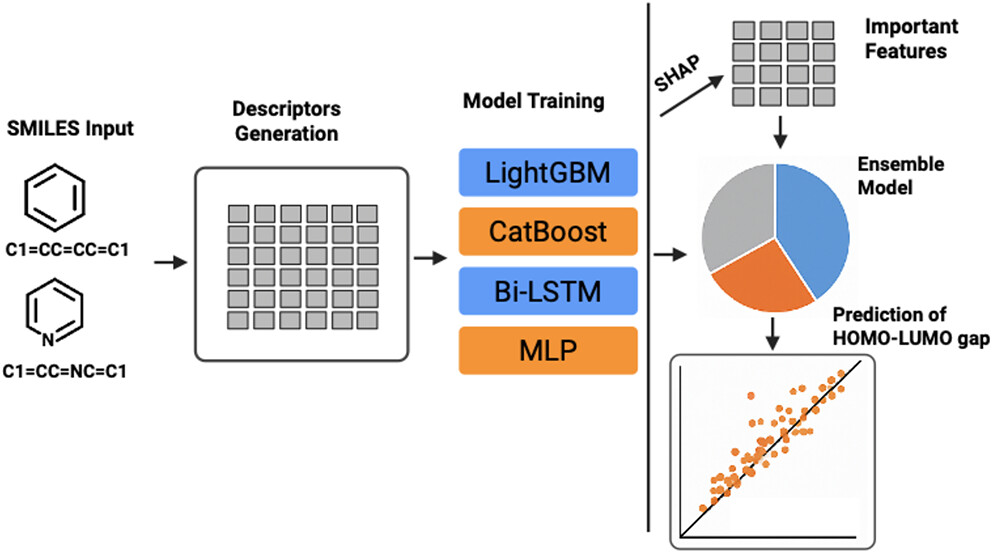 SMILES Input
C1=CC=CC=C1
N
C1=CC=NC=C1
Descriptors
Generation
Model Training
LightGBM
CatBoost
Bi-LSTM
MLP
SHAP
Important
Features
Ensemble
Model
Prediction of
HOMO-LUMO gap